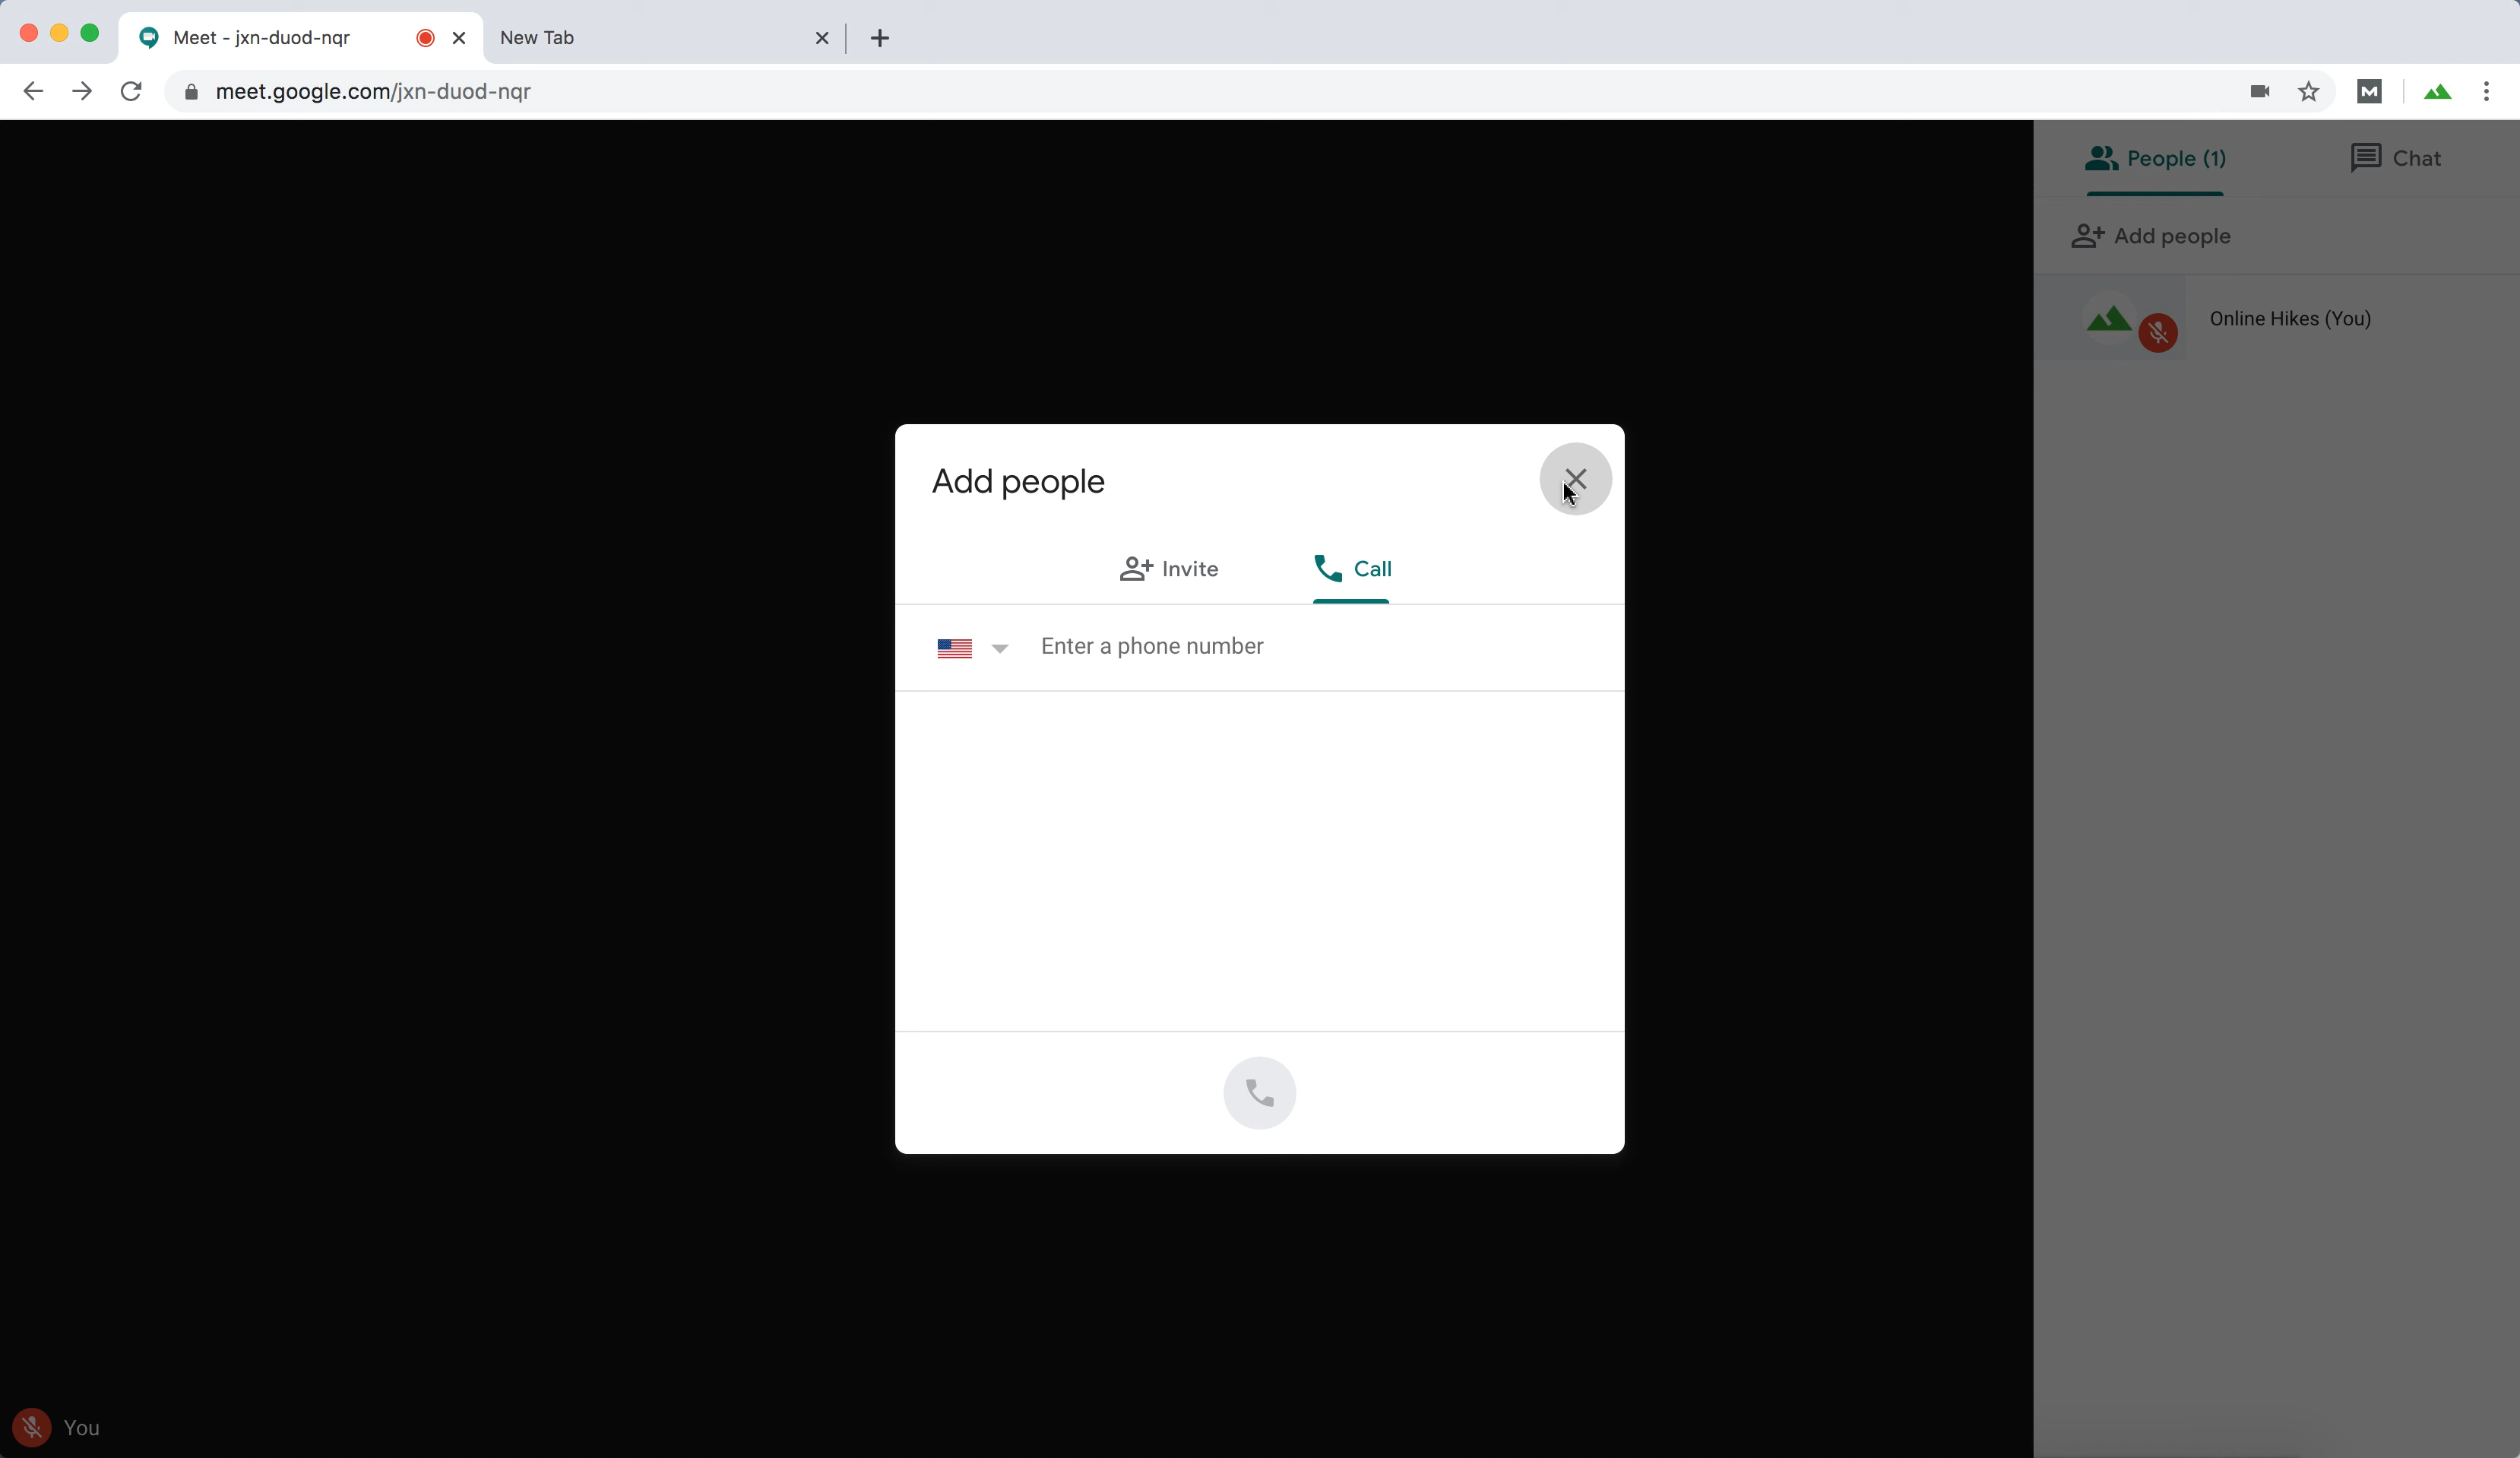 Meet - jxn-duod-nqr
New Tab
meet.google.com/jxn-duod-nqr
People (1)
Chat
Add people
Online Hikes (You)
Add people
Invite
Call
Enter a phone number
You